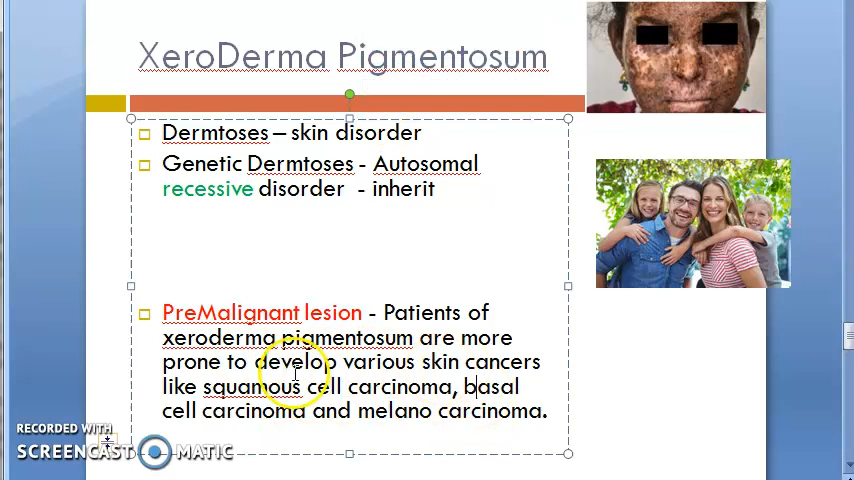 XeroDerma Pigmentosum
Dermtoses – skin disorder
Genetic Dermtoses - Autosomal
recessive disorder - inherit
PreMalignant lesion - Patients of
xeroderma pigmentosum are more
prone to develop various skin cancers
like squamous cell carcinoma, basal
cell carcinoma and melano carcinoma.
RECORDED WITH
SCREENCAST MATIC